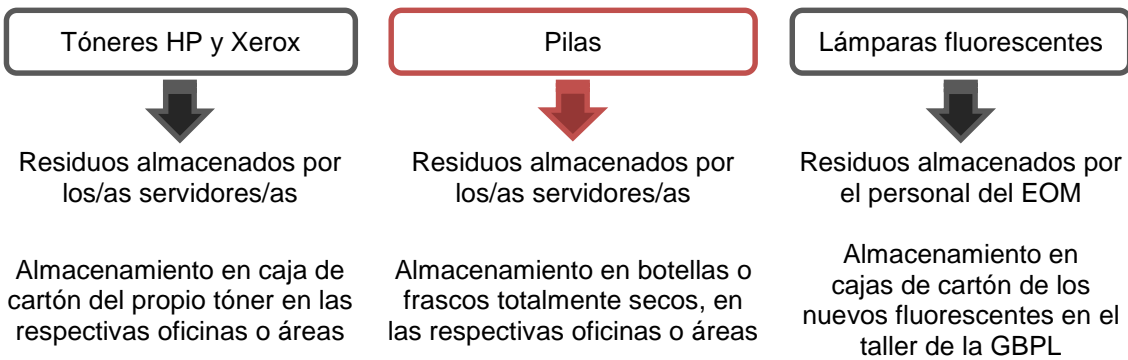 Tóneres HP y Xerox
Residuos almacenados por
los/as servidores/as
Almacenamiento en caja de
cartón del propio tóner en las
respectivas oficinas o áreas
Pilas
Residuos almacenados por
los/as servidores/as
Almacenamiento en botellas o
frascos totalmente secos, en
las respectivas oficinas o áreas
Lámparas fluorescentes
Residuos almacenados por
el personal del EOM
Almacenamiento en
cajas de cartón de los
nuevos fluorescentes en el
taller de la GBPL